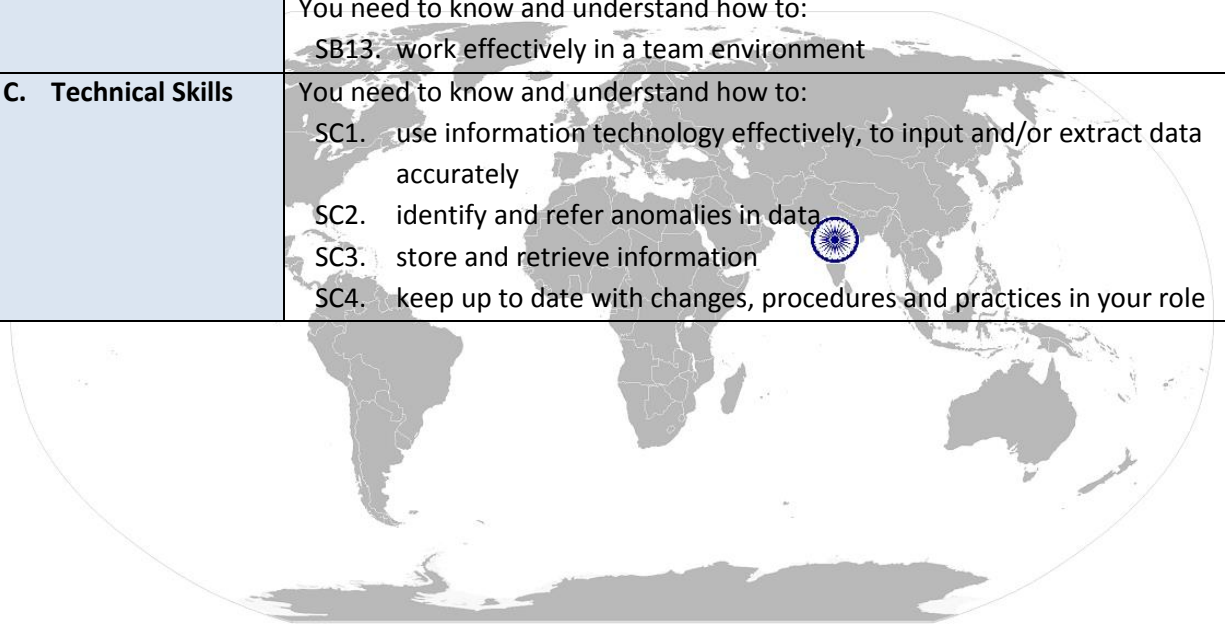 You need to know and understand how to:
SB13. work effectively in a team environment
C. Technical Skills
You need to know and understand how to:
SC1. use information technology effectively, to input and/or extract data
accurately
SC2. identify and refer anomalies in data
SC3. store and retrieve information
SC4. keep up to date with changes, procedures and practices in your role